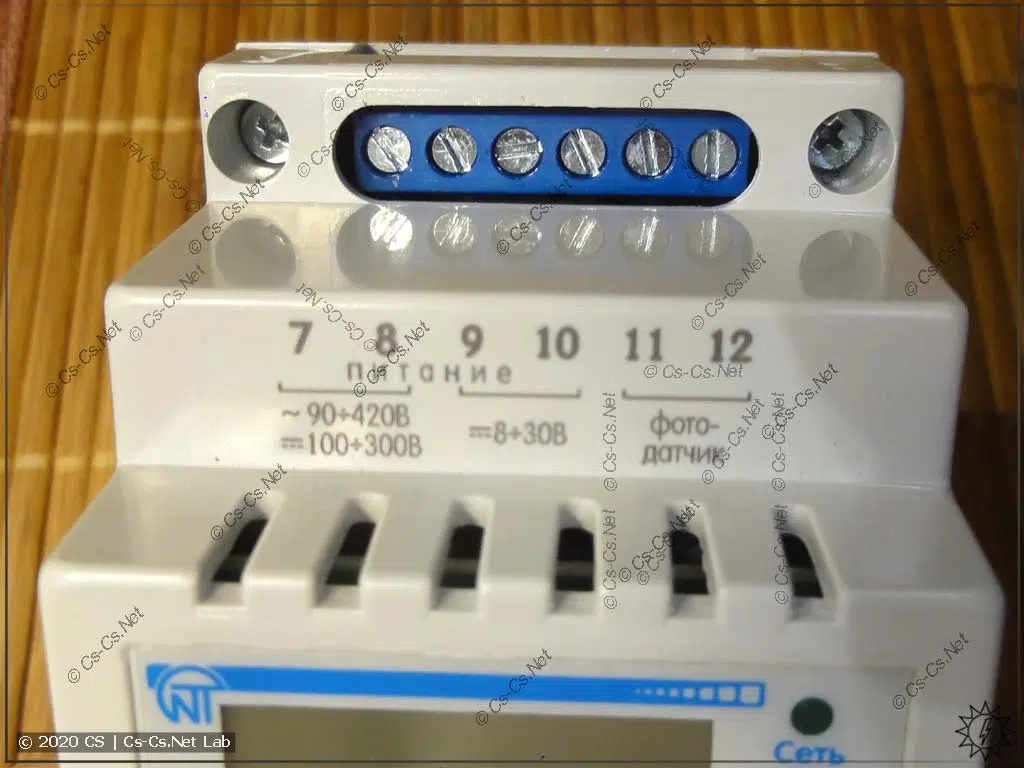 7 8 9 10 11 12
питание
~90÷420В
⎓100÷300В
⎓8÷30В
фото-
датчик
NT
Сеть
© 2020 CS | Cs-Cs.Net Lab
© Cs-Cs.Net